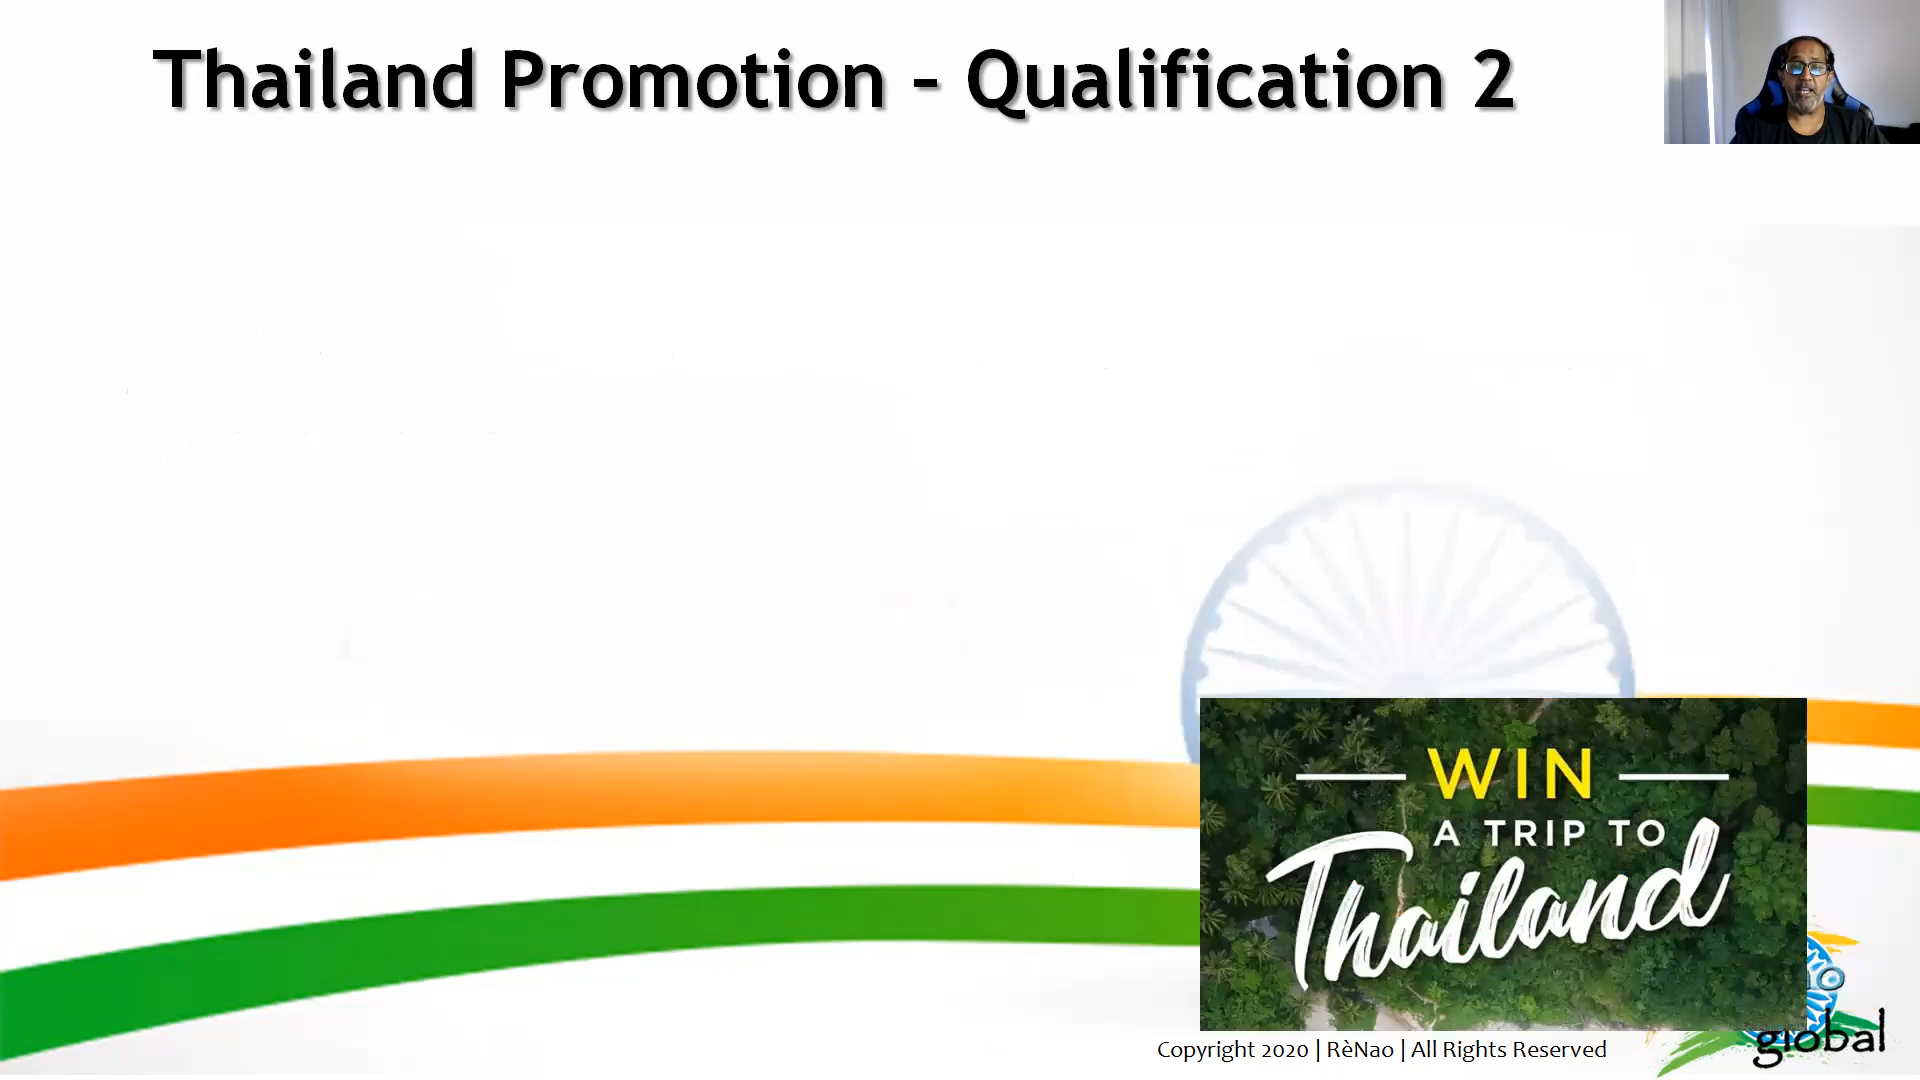 Thailand Promotion - Qualification 2
WIN
A TRIP TO
Thailand
global
Copyright 2020 | RèNao | All Rights Reserved